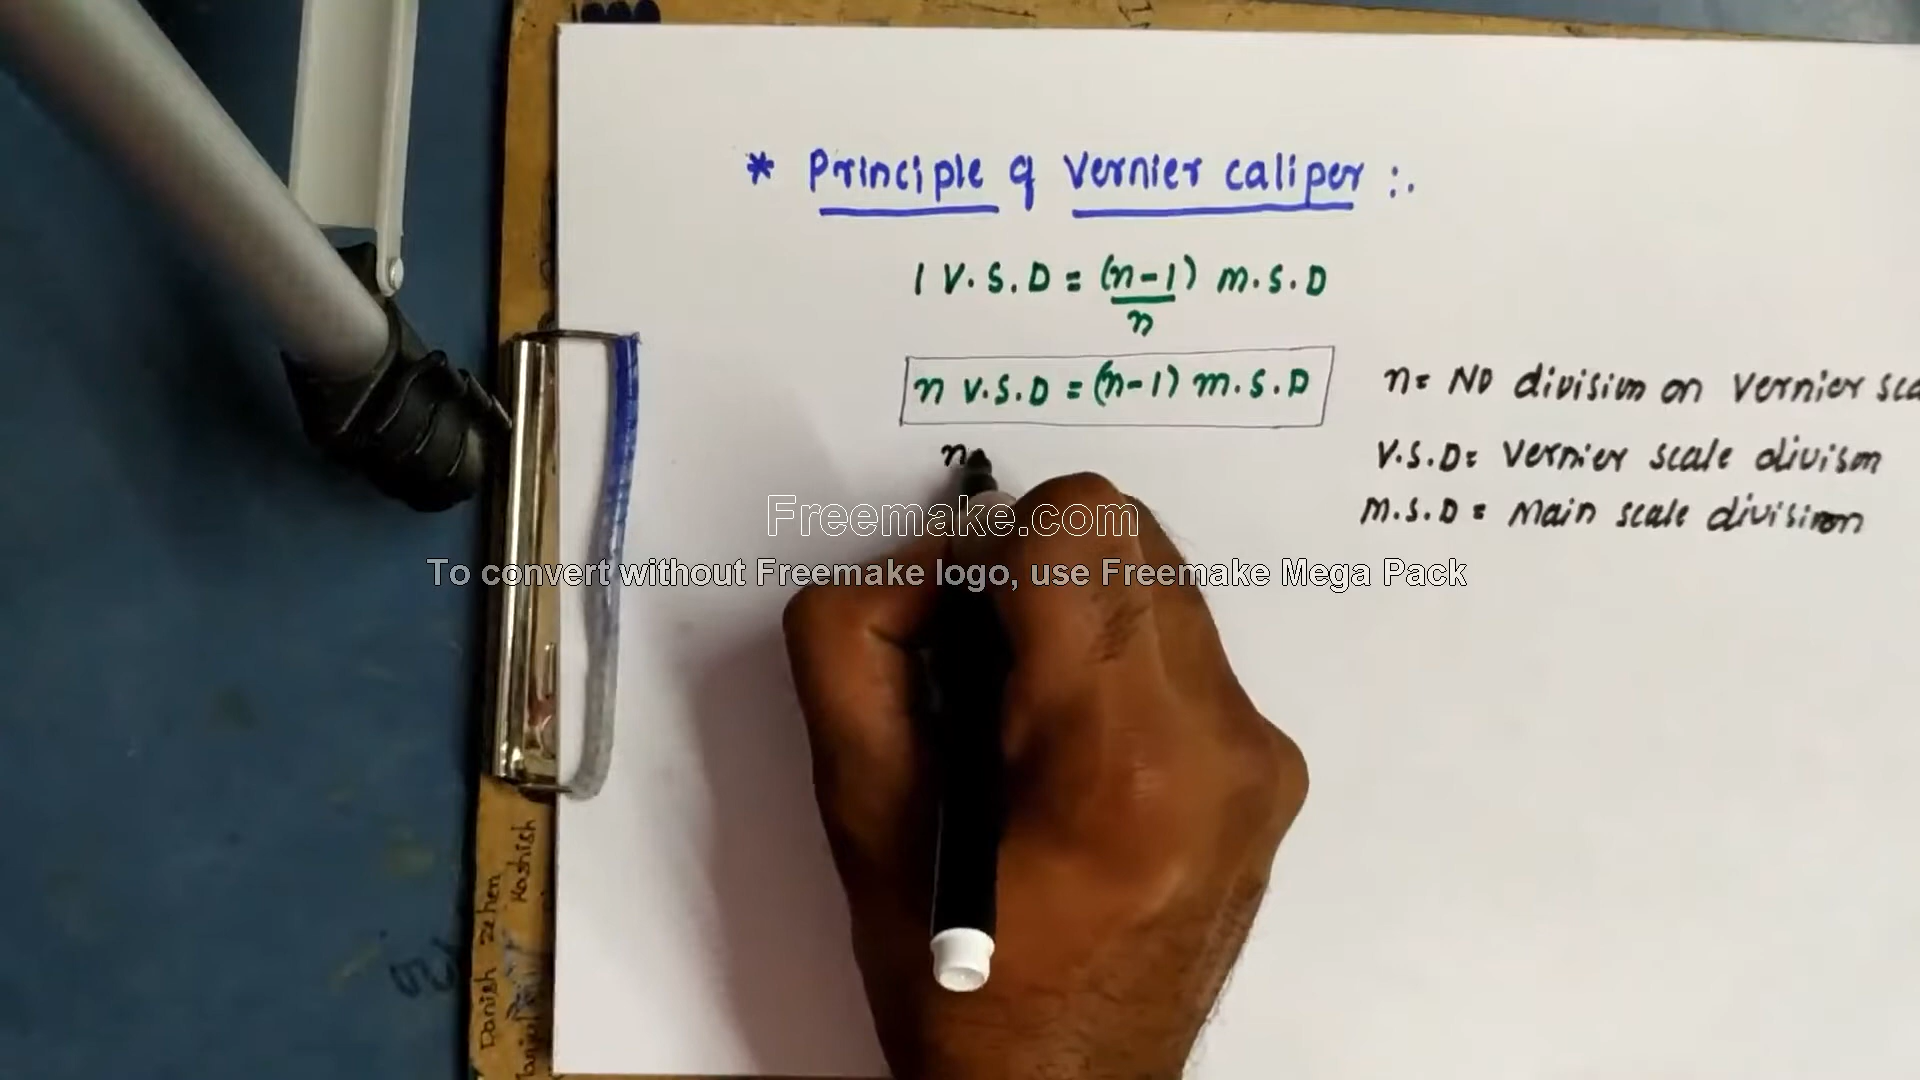 * Principle of Vernier caliper :.
1 V.S.D = (n-1) M.S.D
n
n V.S.D = (n-1) M.S.D
n= No division on Vernier sca
V.S.D= Vernier scale division
M.S.D = Main scale division
n
Freemake.com
To convert without Freemake logo, use Freemake Mega Pack
Danish Zehen
Kashish